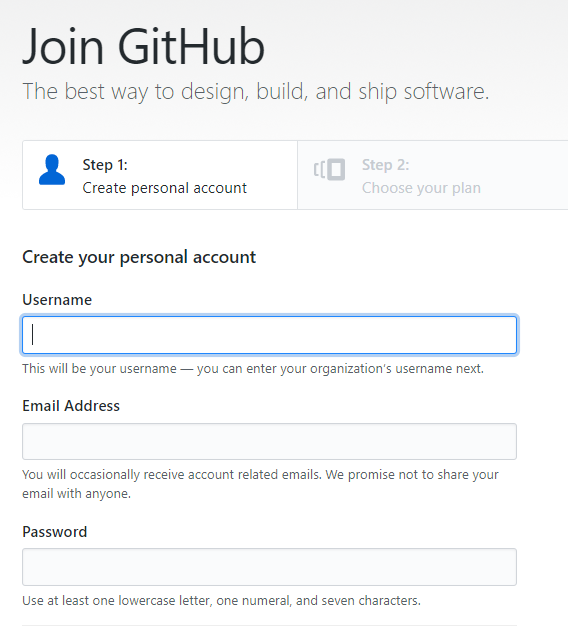 Join GitHub
The best way to design, build, and ship software.
Step 1:
Create personal account
Step 2:
Choose your plan
Create your personal account
Username
This will be your username — you can enter your organization’s username next.
Email Address
You will occasionally receive account related emails. We promise not to share your
email with anyone.
Password
Use at least one lowercase letter, one numeral, and seven characters.